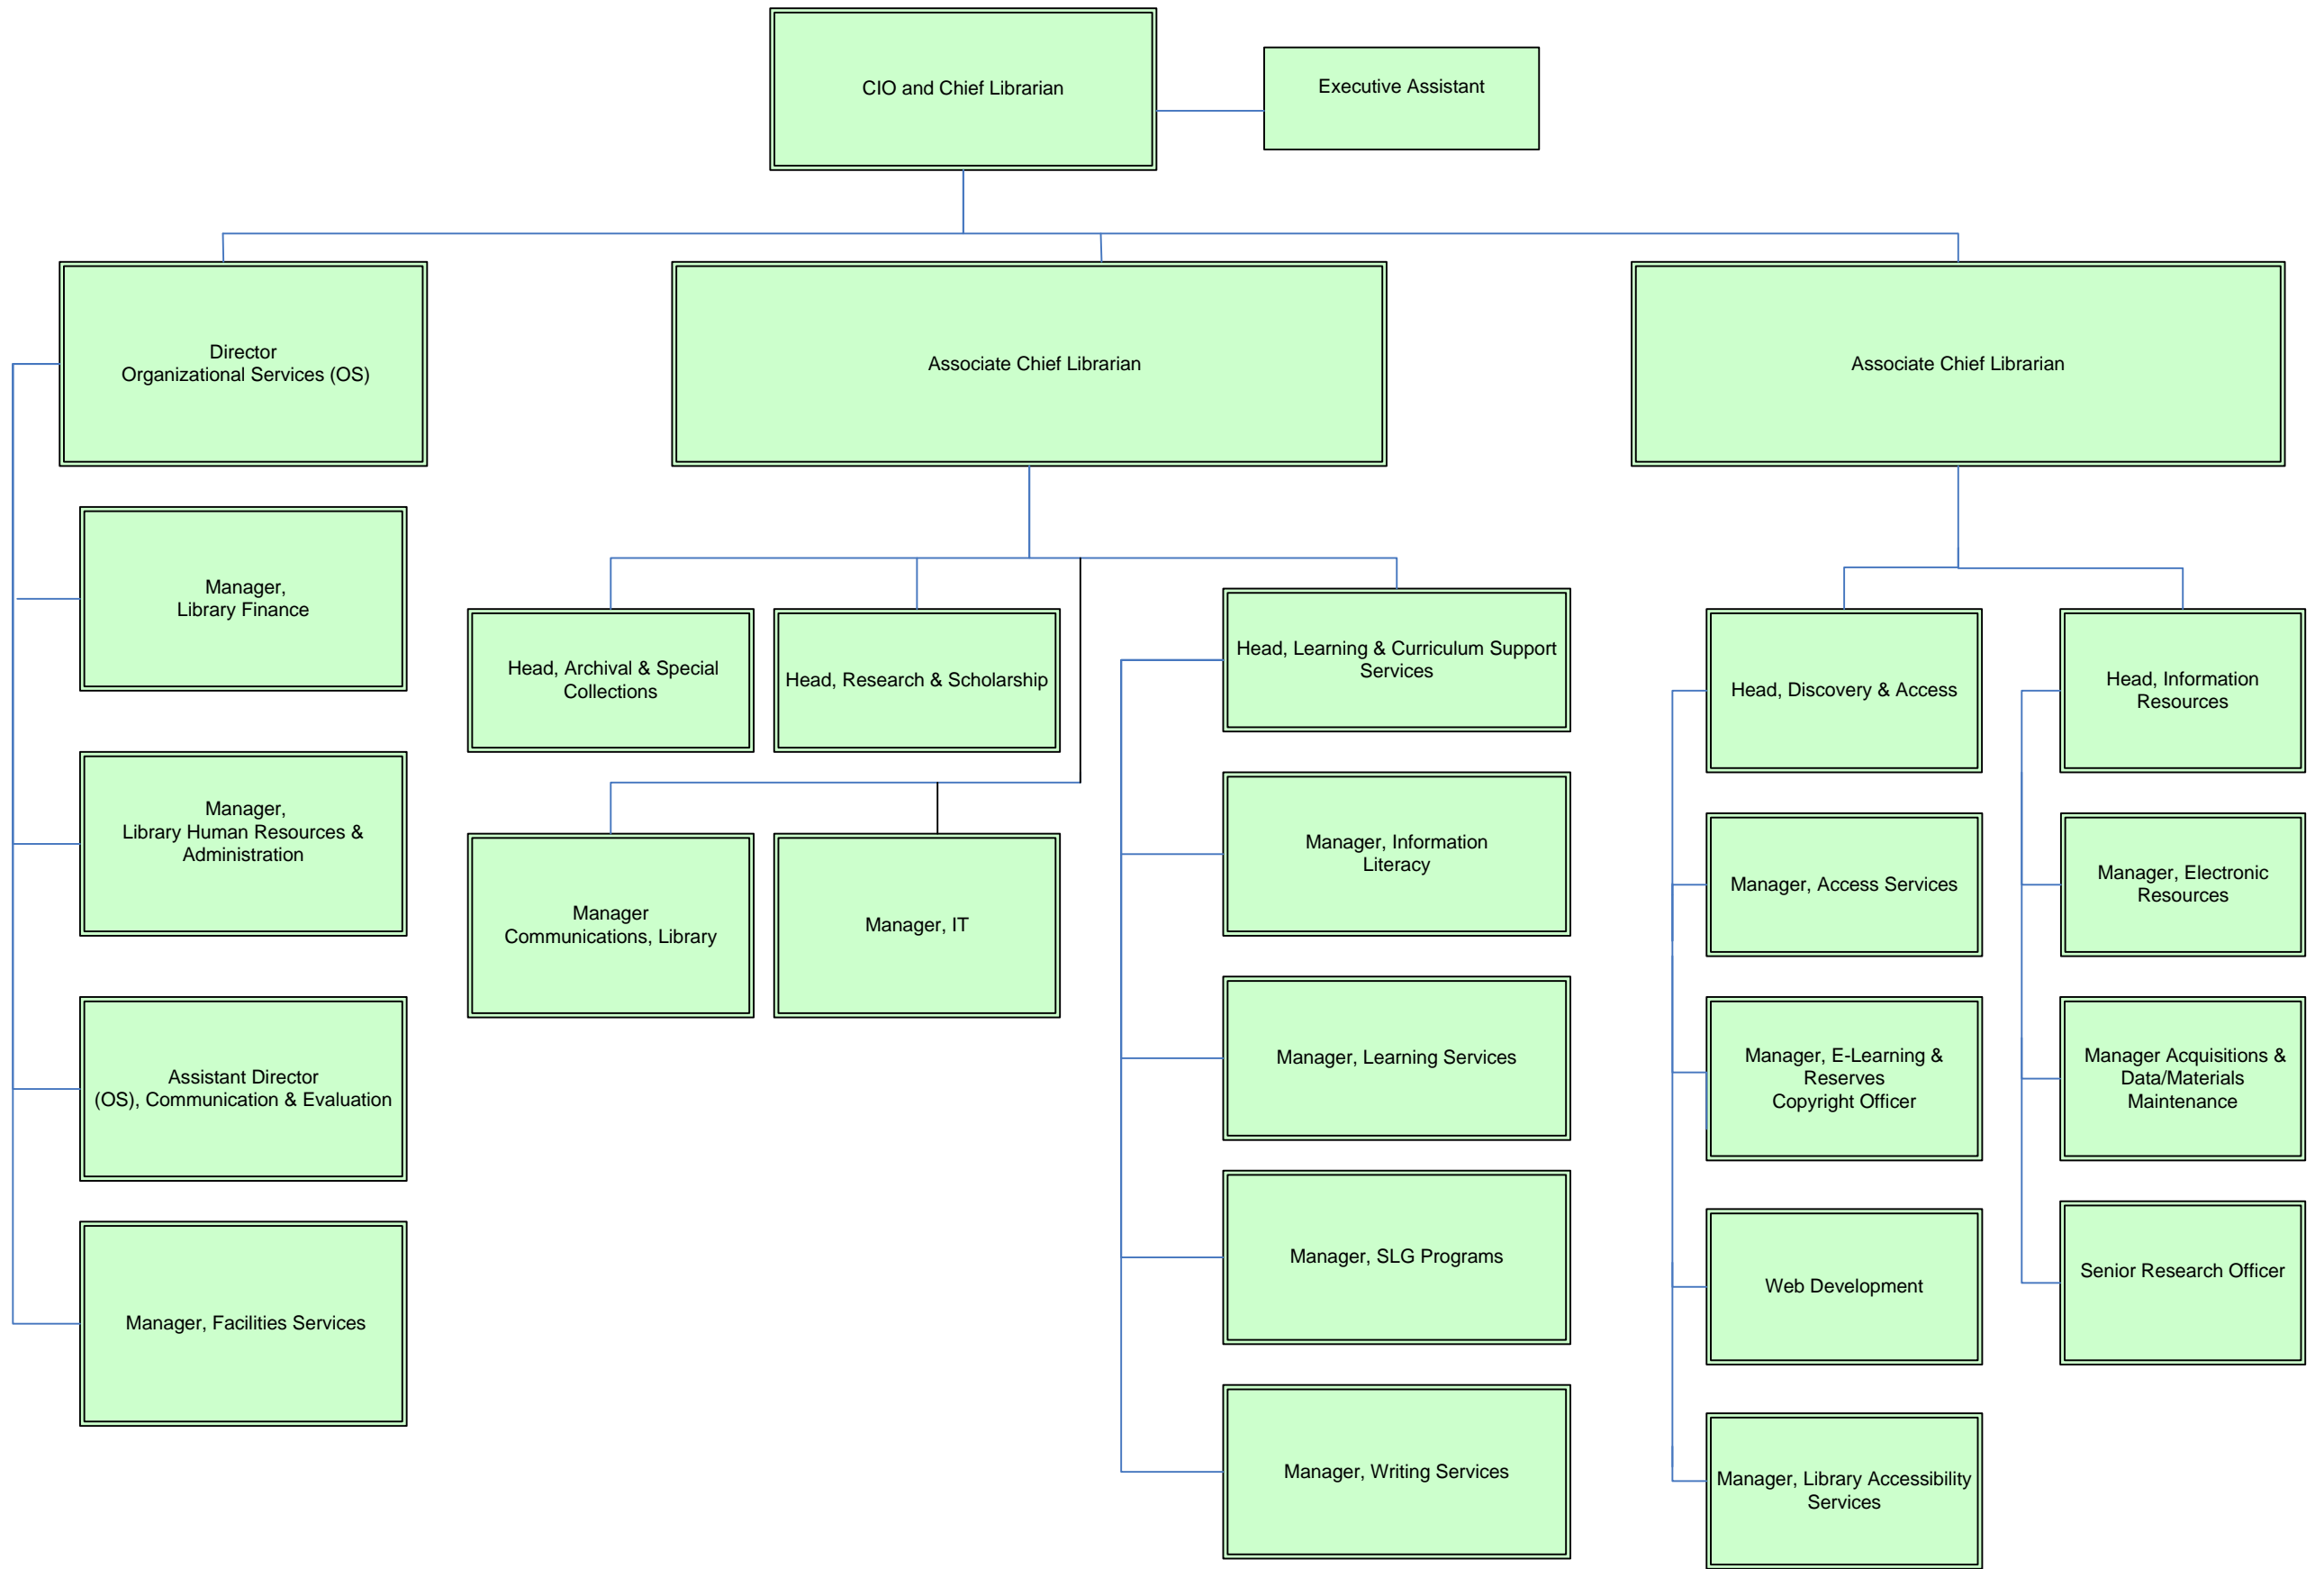 CIO and Chief Librarian
Executive Assistant
Director
Organizational Services (OS)
Associate Chief Librarian
Associate Chief Librarian
Manager,
Library Finance
Manager,
Library Human Resources &
Administration
Assistant Director
(OS), Communication & Evaluation
Manager, Facilities Services
Head, Archival & Special
Collections
Head, Research & Scholarship
Manager
Communications, Library
Manager, IT
Head, Learning & Curriculum Support
Services
Manager, Information
Literacy
Manager, Learning Services
Manager, SLG Programs
Manager, Writing Services
Head, Discovery & Access
Manager, Access Services
Manager, E-Learning &
Reserves
Copyright Officer
Web Development
Manager, Library Accessibility
Services
Head, Information
Resources
Manager, Electronic
Resources
Manager Acquisitions &
Data/Materials
Maintenance
Senior Research Officer